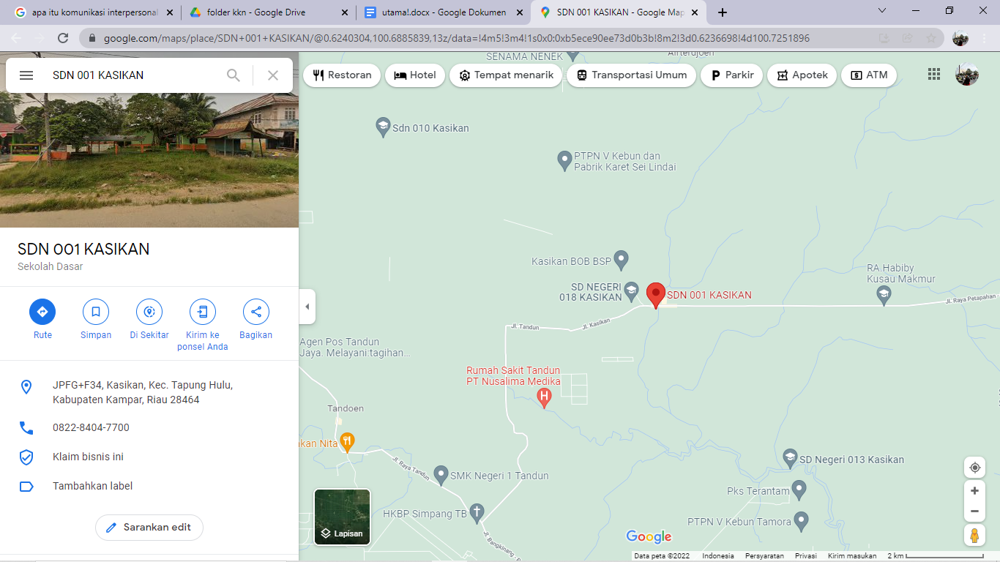 apa itu komunikasi interpersonal
folder kkn - Google Drive
utama!.docx - Google Dokumen
SDN 001 KASIKAN - Google Map
google.com/maps/place/SDN+001+KASIKAN/@0.6240304,100.6885839,13z/data=!4m5!3m4!1s0x0:0xb5ece90ee73d0b3b!8m2!3d0.6236698!4d100.7251896
SDN 001 KASIKAN
Restoran
Hotel
Tempat menarik
Transportasi Umum
Parkir
Apotek
ATM
SDN 001 KASIKAN
Sekolah Dasar
Rute
Simpan
Di Sekitar
Kirim ke
ponsel Anda
Bagikan
JPFG+F34, Kasikan, Kec. Tapung Hulu,
Kabupaten Kampar, Riau 28464
0822-8404-7700
Klaim bisnis ini
Tambahkan label
Sarankan edit
SENAMA NENEK
Sdn 010 Kasikan
PTPN V Kebun dan
Pabrik Karet Sei Lindai
Kasikan BOB BSP
SD NEGERI
018 KASIKAN
SDN 001 KASIKAN
RA.Habiby
Kusau Makmur
Jl. Raya Petapahan -
Jl. Tandun
Jl. Kasikan
Agen Pos Tandun
Jaya. Melayani:tagihan...
Rumah Sakit Tandun
PT Nusalima Medika
H
Tandoen
kan Nita
Jl. Raya Tandun
SMK Negeri 1 Tandun
SD Negeri 013 Kasikan
Pks Terantam
HKBP Simpang TB
PTPN V Kebun Tamora
Jl. Bangkinang -
Lapisan
Google
Data peta ©2022
Indonesia
Persyaratan
Privasi
Kirim masukan
2 km